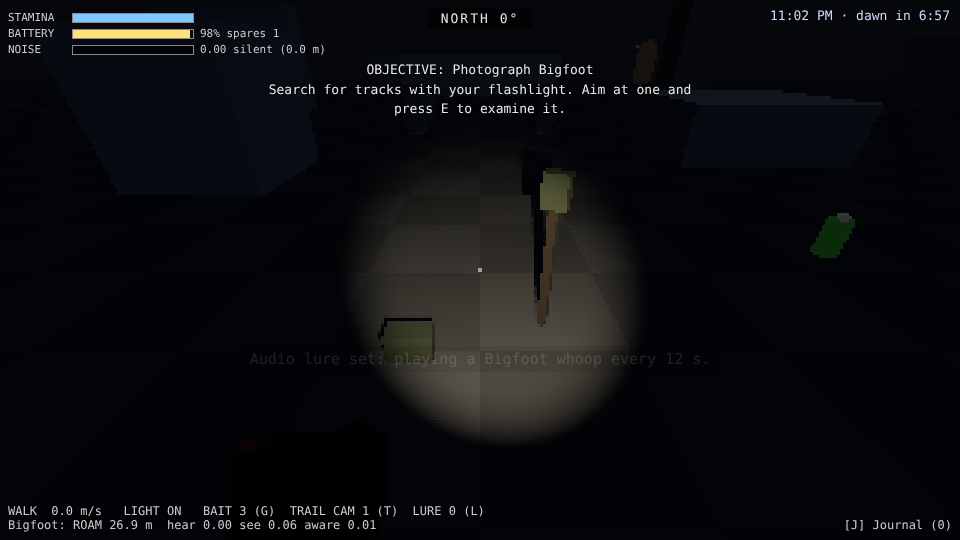 STAMINA
BATTERY 98% spares 1
NOISE 0.00 silent (0.0 m)
NORTH 0°
11:02 PM · dawn in 6:57
OBJECTIVE: Photograph Bigfoot
Search for tracks with your flashlight. Aim at one and
press E to examine it.
Audio lure set: playing a Bigfoot whoop every 12 s.
WALK 0.0 m/s LIGHT ON BAIT 3 (G) TRAIL CAM 1 (T) LURE 0 (L)
Bigfoot: ROAM 26.9 m hear 0.00 see 0.06 aware 0.01
[J] Journal (0)